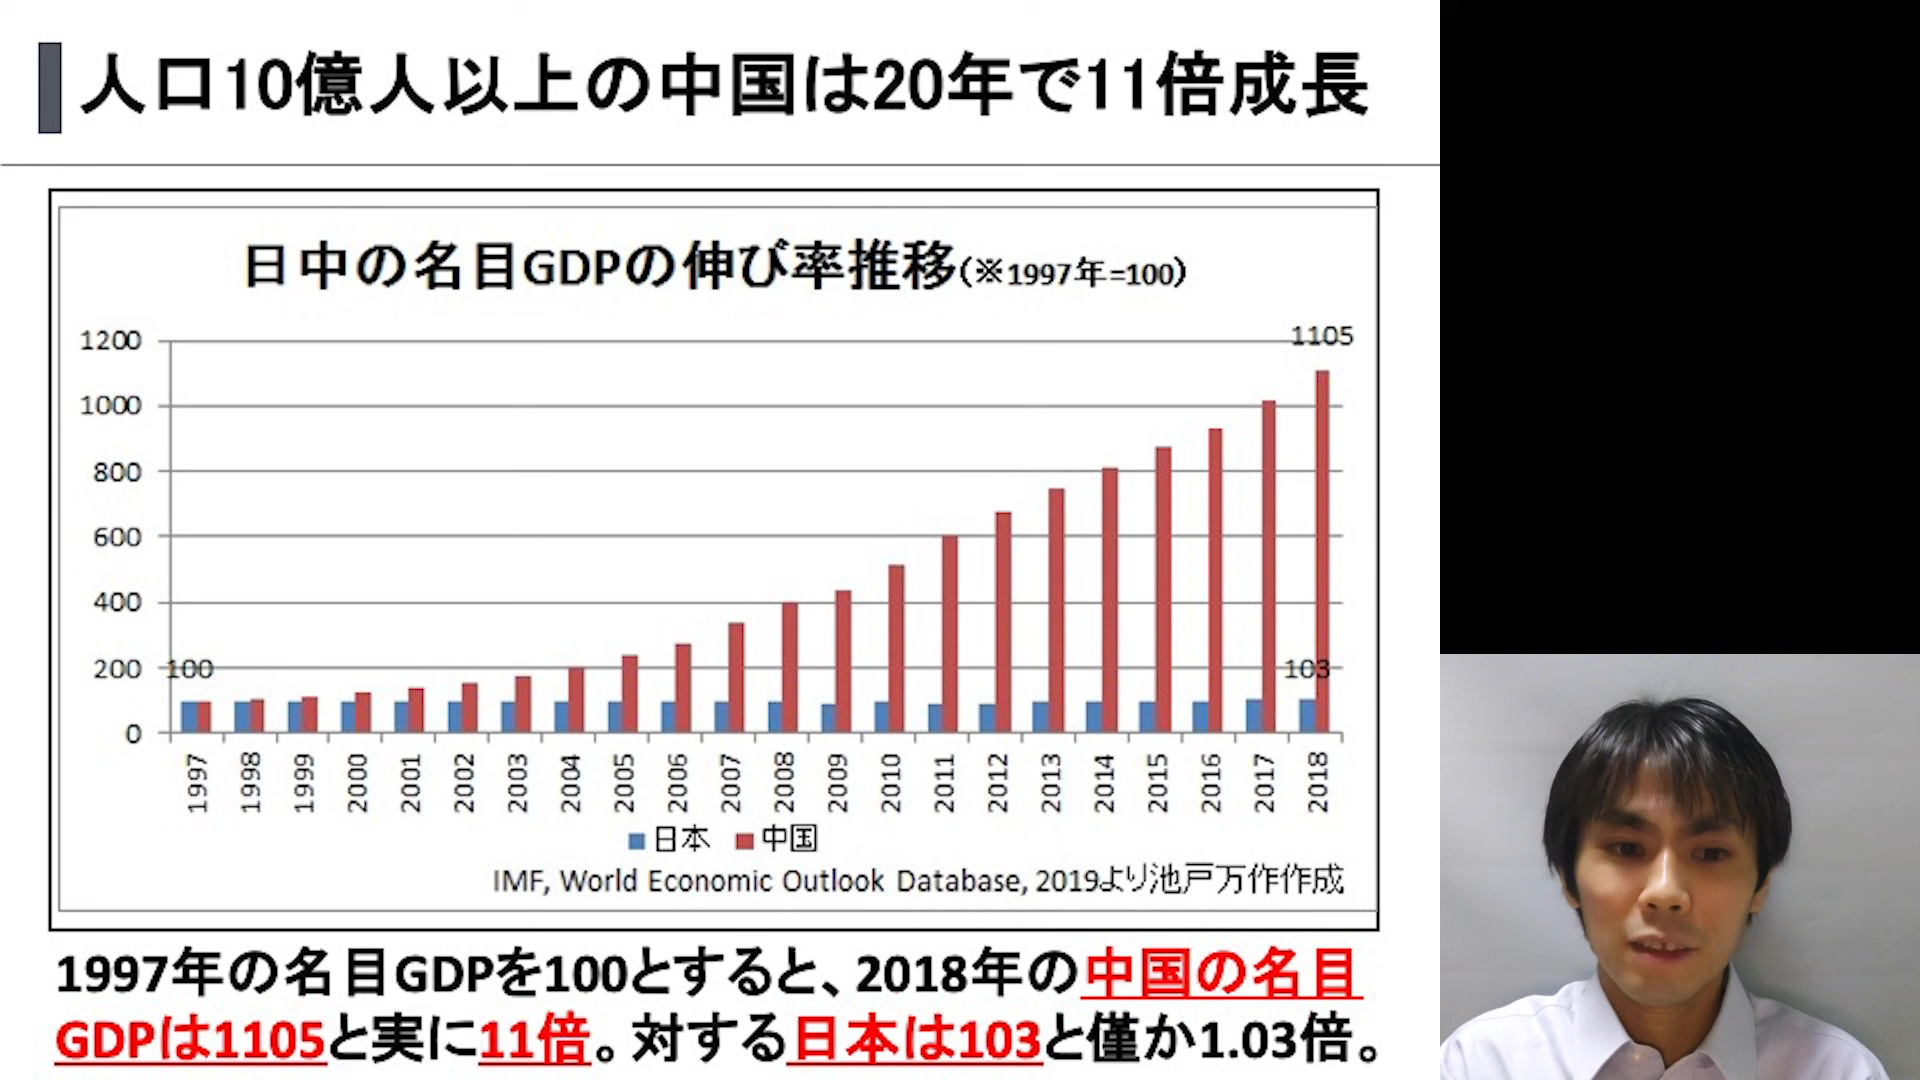 人口10億人以上の中国は20年で11倍成長
日中の名目GDPの伸び率推移(※1997年=100)
1200
1000
800
600
400
200
0
100
1105
103
1997 1998 1999 2000 2001 2002 2003 2004 2005 2006 2007 2008 2009 2010 2011 2012 2013 2014 2015 2016 2017 2018
日本 中国
IMF, World Economic Outlook Database, 2019より池戸万作作成
1997年の名目GDPを100とすると、2018年の中国の名目
GDPは1105と実に11倍。対する日本は103と僅か1.03倍。